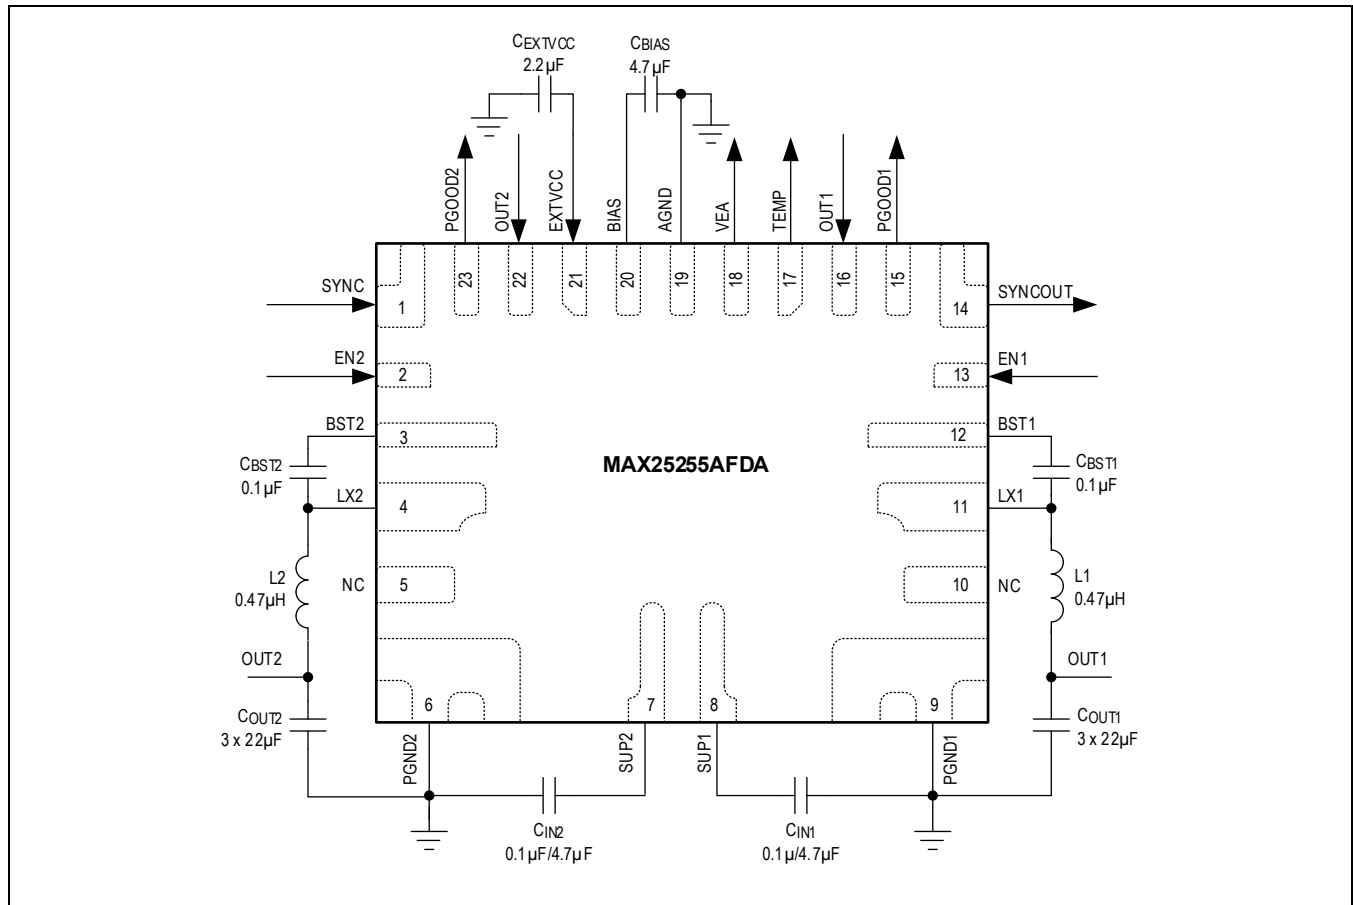 CEXTVCC
2.2µF
CBIAS
4.7µF
PGOOD2
OUT2
EXTVCC
BIAS
AGND
VEA
TEMP
OUT1
PGOOD1
23
22
21
20
19
18
17
16
15
SYNC
1
14
SYNCOUT
EN2
2
13
EN1
BST2
3
12
BST1
CBST2
0.1µF
MAX25255AFDA
CBST1
0.1µF
LX2
4
11
LX1
L2
0.47µH
NC
5
10
NC
L1
0.47µH
OUT2
OUT1
6
7
8
9
COUT2
3 x 22µF
COUT1
3 x 22µF
PGND2
SUP2
SUP1
PGND1
CIN2
0.1µF/4.7µF
CIN1
0.1µ/4.7µF